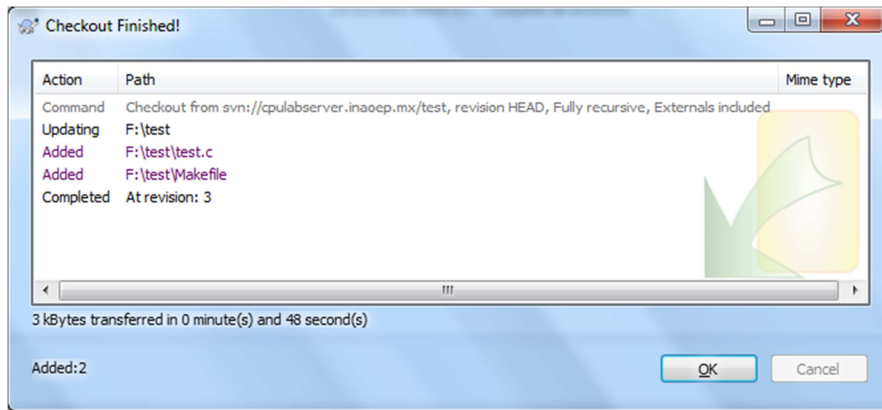 Checkout Finished!
Action Path Mime type
Command Checkout from svn://cpulabserver.inaoep.mx/test, revision HEAD, Fully recursive, Externals included
Updating F:\test
Added F:\test\test.c
Added F:\test\Makefile
Completed At revision: 3
3 kBytes transferred in 0 minute(s) and 48 second(s)
Added:2 OK Cancel